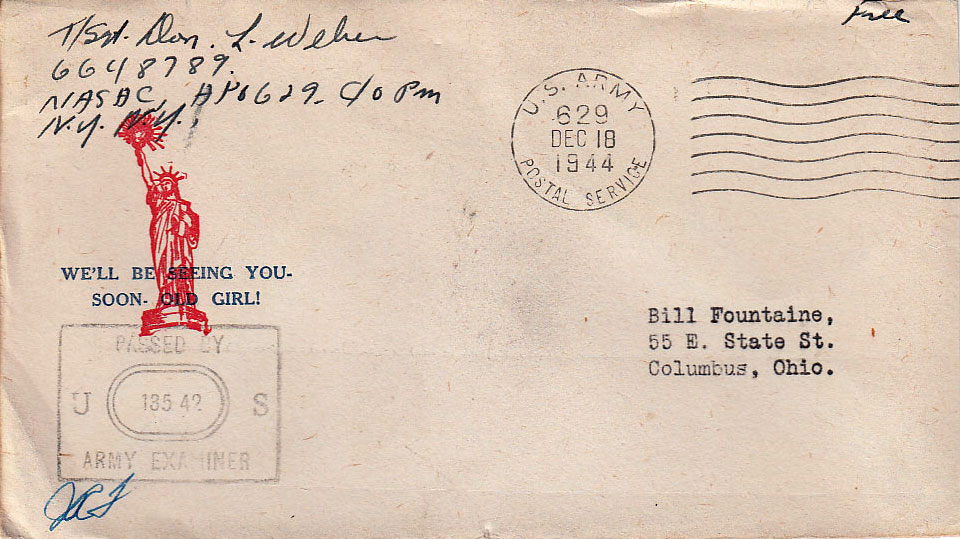 T/Sgt. Don. L. Weber
6648789.
NASAC, APO 629 - C/O Pm
N.Y. N.Y.
Free
U.S. ARMY
629
DEC 18
1944
POSTAL SERVICE
WE'LL BE SEEING YOU-
SOON- OLD GIRL!
Bill Fountaine,
55 E. State St.
Columbus, Ohio.
PASSED BY
U 13542 S
ARMY EXAMINER